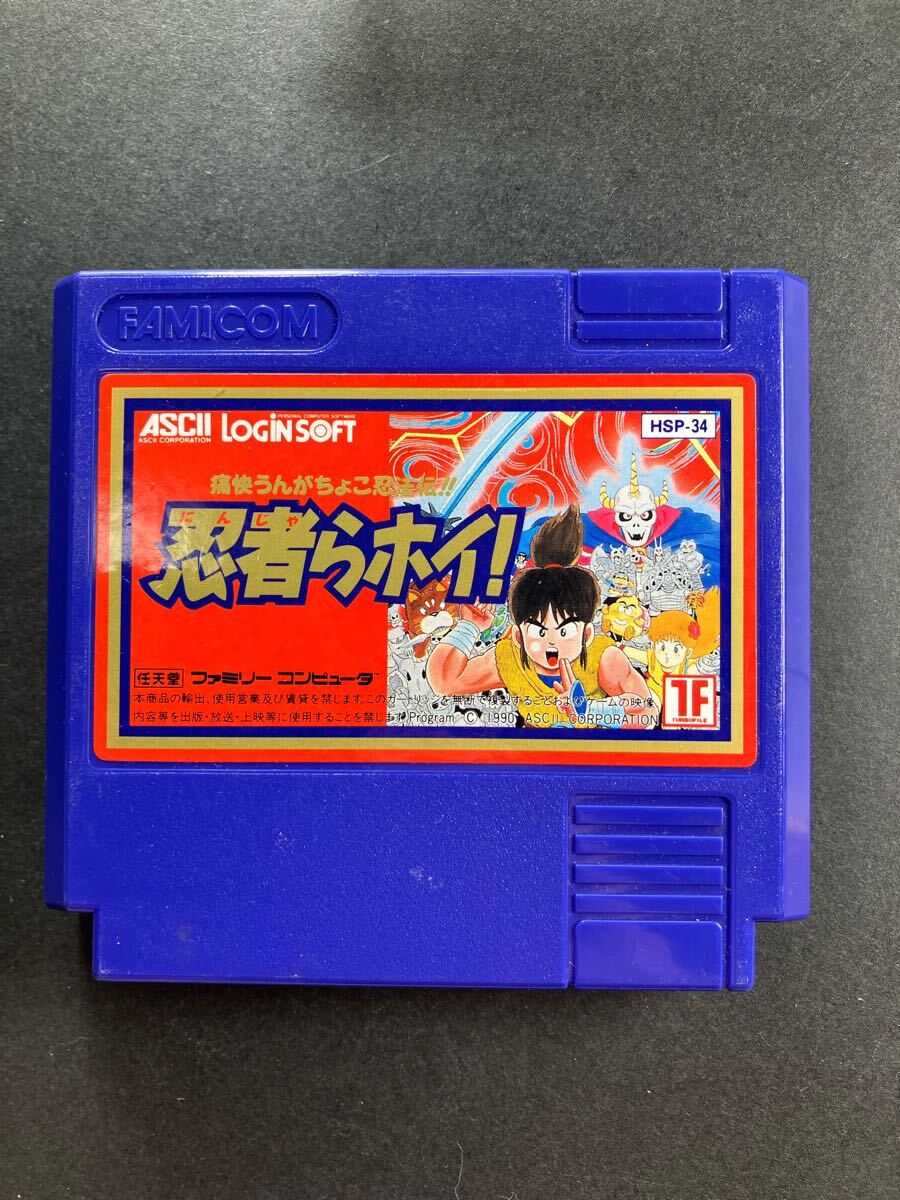 FAMICOM
ASCII
ASCII CORPORATION
PERSONAL COMPUTER SOFTWARE
LOGiNSOFT
HSP-34
痛快うんがちょこ忍法伝!!
にんじゃ
忍者らホイ!
任天堂 ファミリー コンピュータ™
本商品の輸出、使用営業及び賃貸を禁じます。このカートリッジを無断で複製することおよびゲームの映像、
内容等を出版・放送・上映等に使用することを禁じます。Program © 1990 ASCII CORPORATION
TF
TURBOFILE